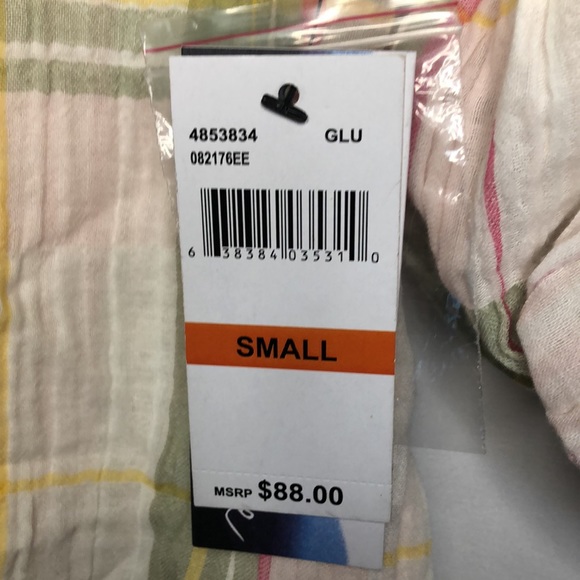 4853834 GLU
082176EE
6 38384 03531 0
SMALL
MSRP $88.00